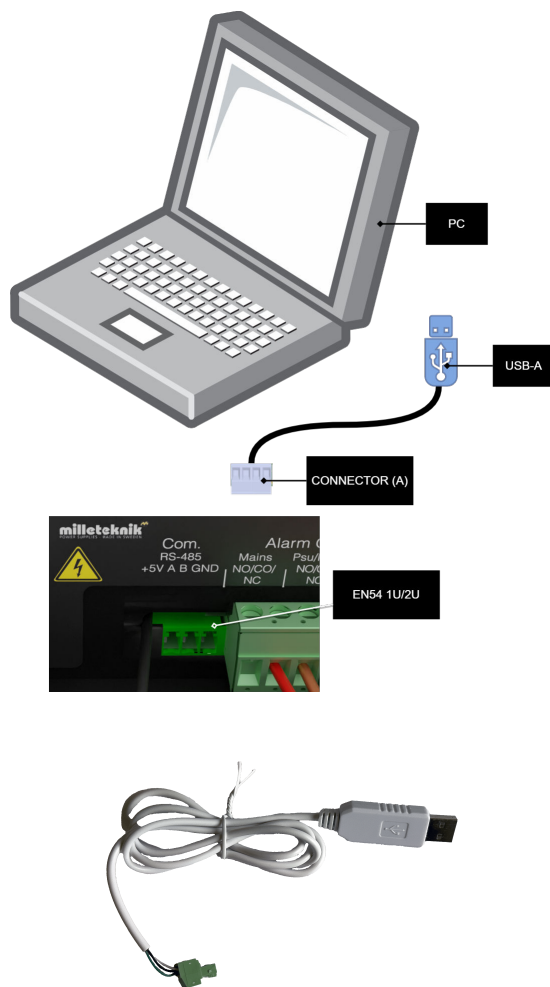 PC
USB-A
CONNECTOR (A)
milleteknik
POWER SUPPLIES - MADE IN SWEDEN
Com.
RS-485
+5V A B GND
Alarm
Mains
NO/CO/
NC
Psu/
NO/
EN54 1U/2U